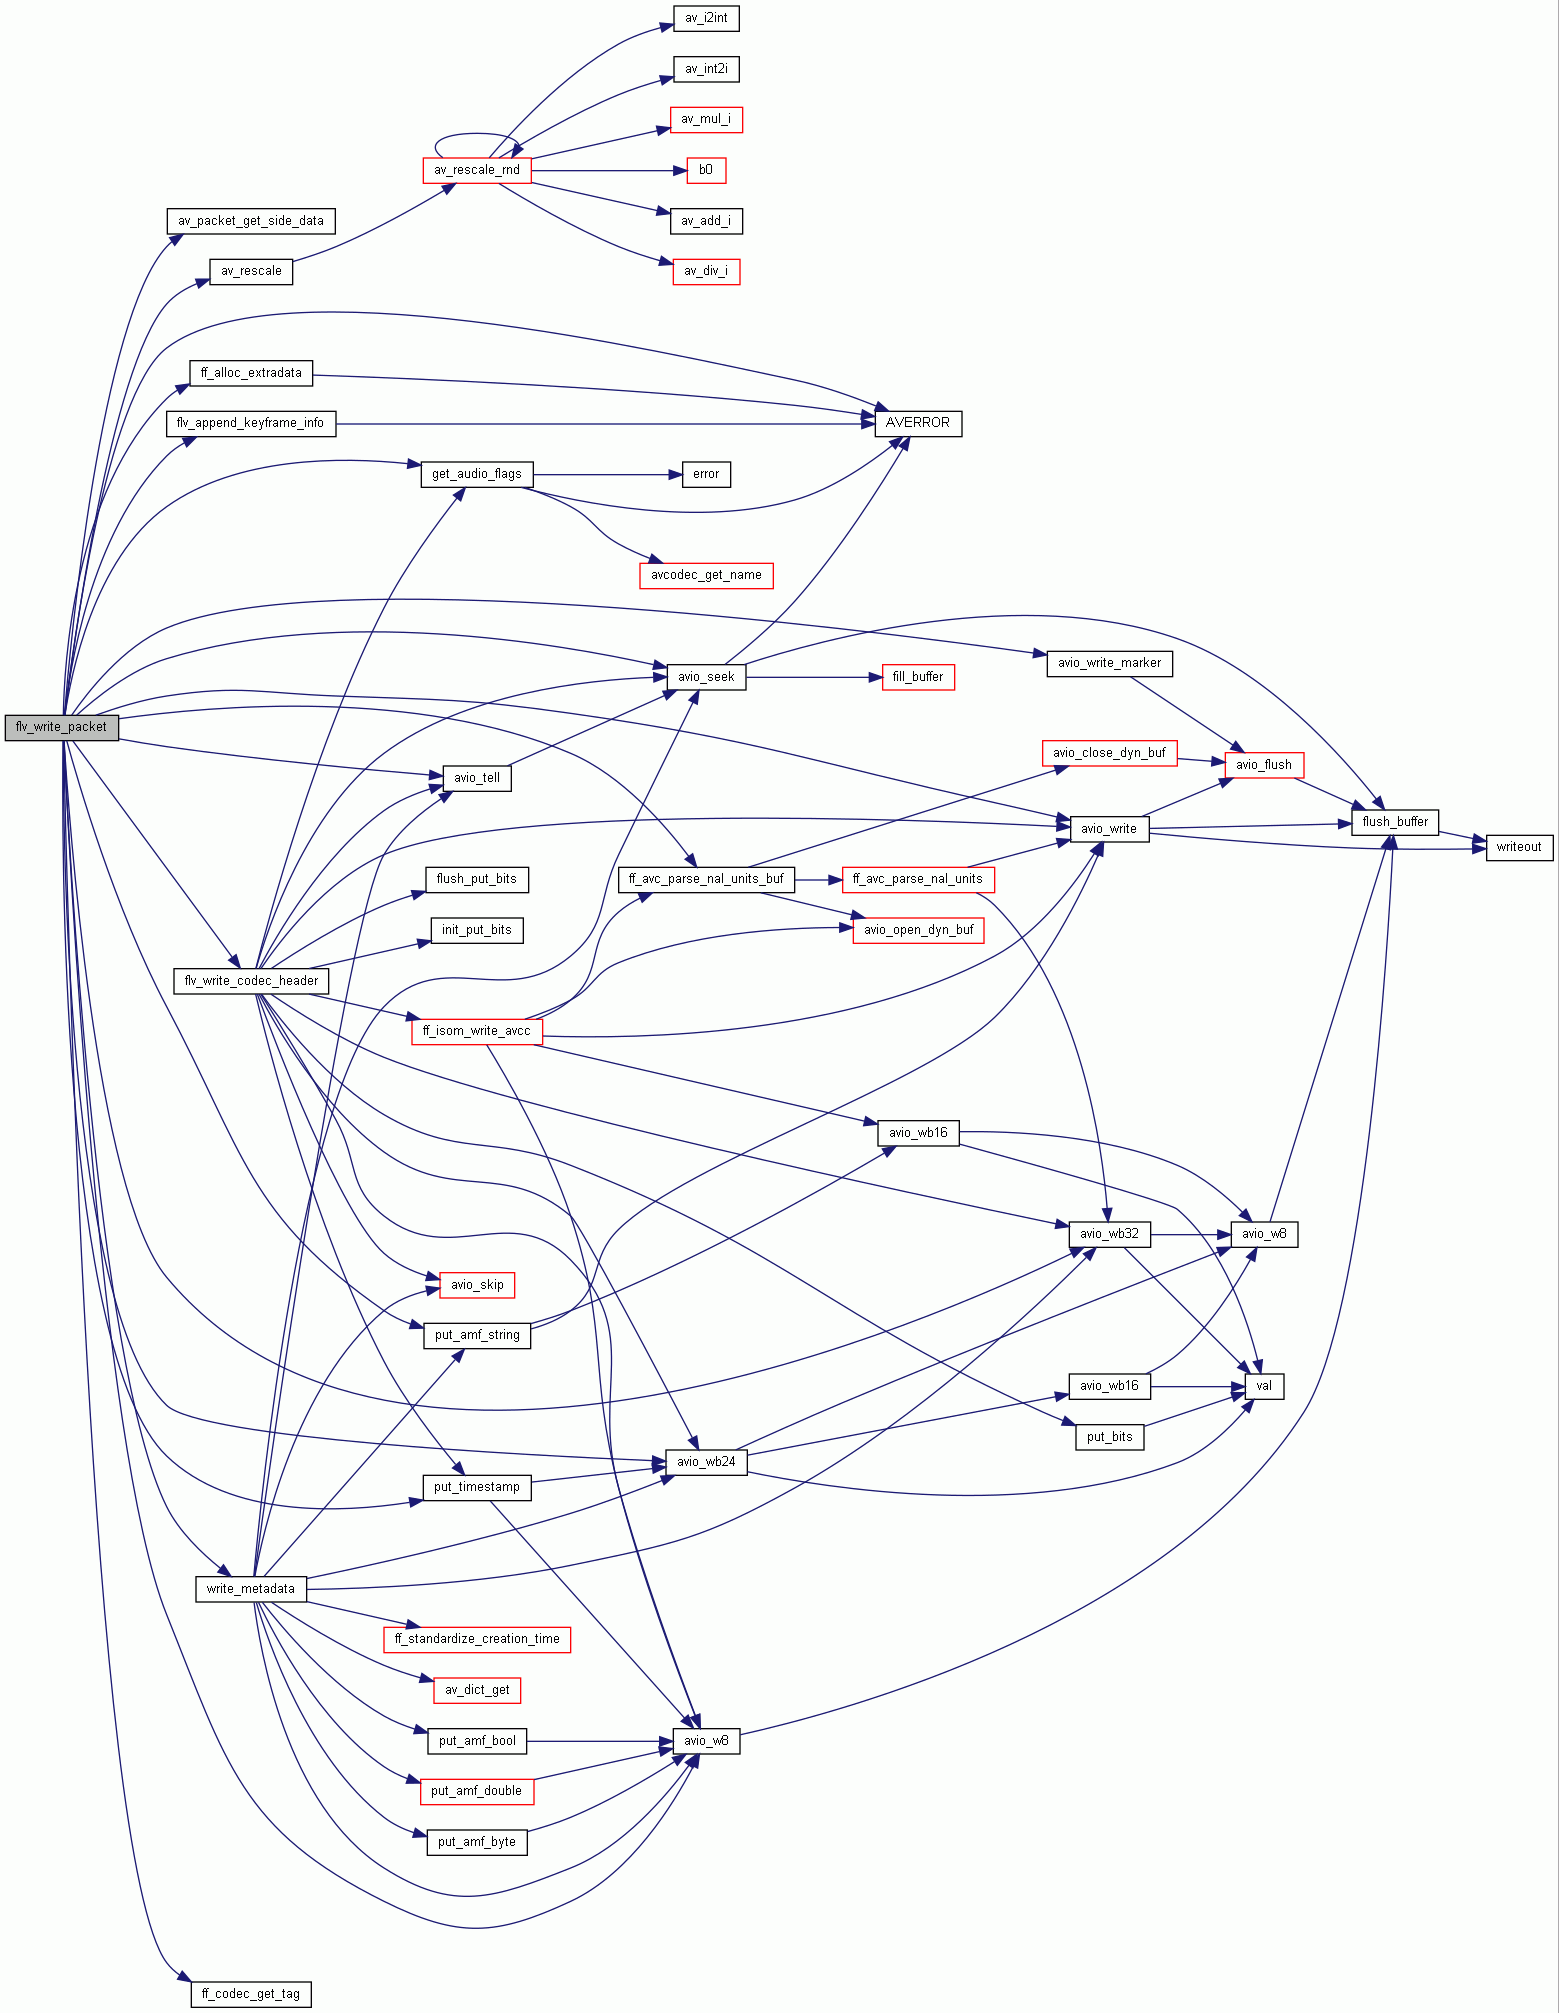 av_i2int
av_int2i
av_mul_i
av_rescale_rnd
b0
av_packet_get_side_data
av_add_i
av_rescale
av_div_i
ff_alloc_extradata
flv_append_keyframe_info
AVERROR
get_audio_flags
error
avcodec_get_name
avio_write_marker
avio_seek
fill_buffer
flv_write_packet
avio_close_dyn_buf
avio_flush
avio_tell
flush_buffer
avio_write
writeout
flush_put_bits
ff_avc_parse_nal_units_buf
ff_avc_parse_nal_units
init_put_bits
avio_open_dyn_buf
flv_write_codec_header
ff_isom_write_avcc
avio_wb16
avio_wb32
avio_w8
avio_skip
put_amf_string
avio_wb16
val
put_bits
avio_wb24
put_timestamp
write_metadata
ff_standardize_creation_time
av_dict_get
put_amf_bool
avio_w8
put_amf_double
put_amf_byte
ff_codec_get_tag